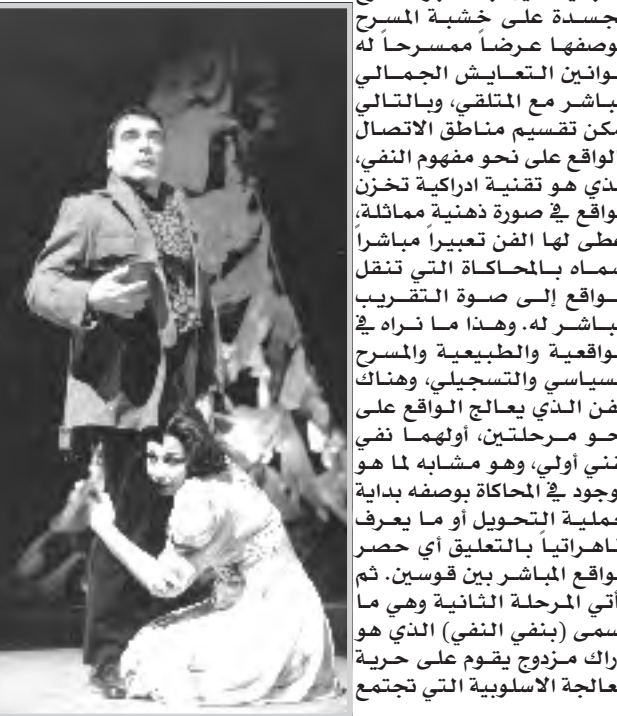 جسدة على خشبة المسرح
وصفها عرضاً ممسرحاً له
وانين التعايش الجمالي
باشر مع المتلقي، وبالتالي
مكن تقسيم مناطق الاتصال
الواقع على نحو مفهوم النفي،
ذي هو تقنية ادراكية تخزن
واقع في صورة ذهنية مماثلة،
عطى لها الفن تعبيراً مباشراً
سماه بالمحاكاة التي تنقل
واقع إلى صوة التقريب
باشر له. وهذا ما نراه في
واقعية والطبيعية والمسرح
سياسي والتسجيلي، وهناك
فن الذي يعالج الواقع على
حو مرحلتين، أولهما نفي
تني أولي، وهو مشابه لما هو
وجود في المحاكاة بوصفه بداية
عملية التحويل أو ما يعرف
اهراتياً بالتعليق أي حصر
واقع المباشر بين قوسين. ثم
أتي المرحلة الثانية وهي ما
سمى (بنفي النفي) الذي هو
راك مزدوج يقوم على حرية
عالجة الاسلوبية التي تجتمع